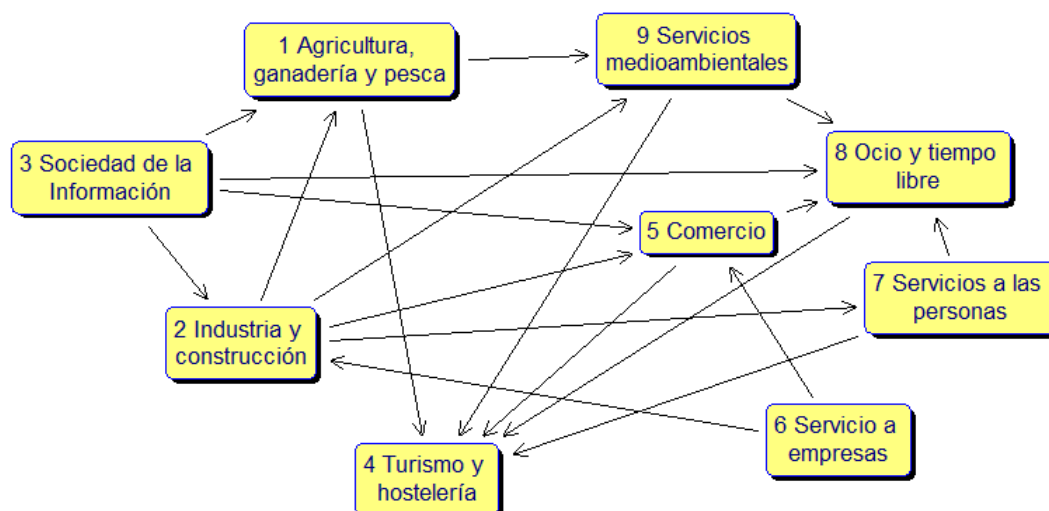 1 Agricultura,
ganadería y pesca
9 Servicios
medioambientales
3 Sociedad de la
Información
8 Ocio y tiempo
libre
5 Comercio
7 Servicios a las
personas
2 Industria y
construcción
6 Servicio a
empresas
4 Turismo y
hostelería